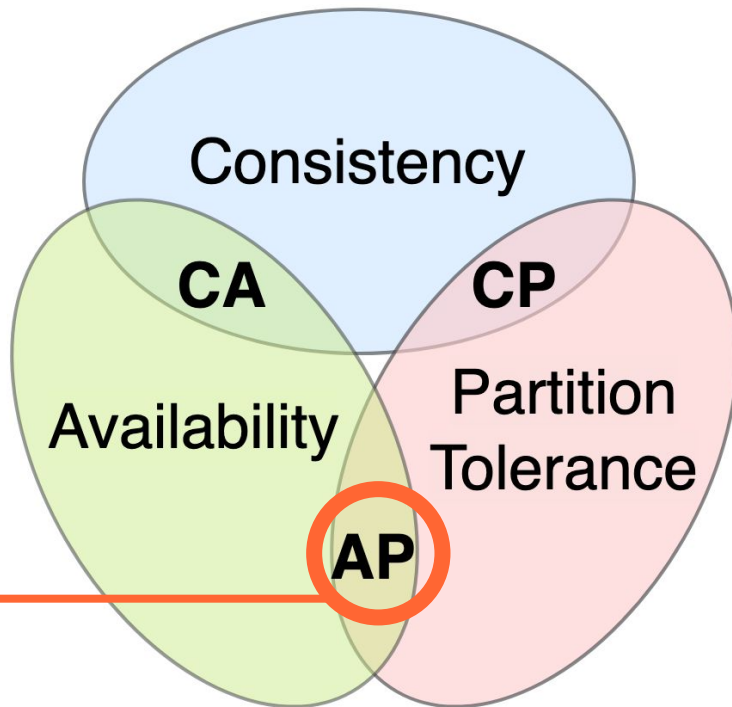 Consistency
CA
CP
Availability
Partition
Tolerance
AP